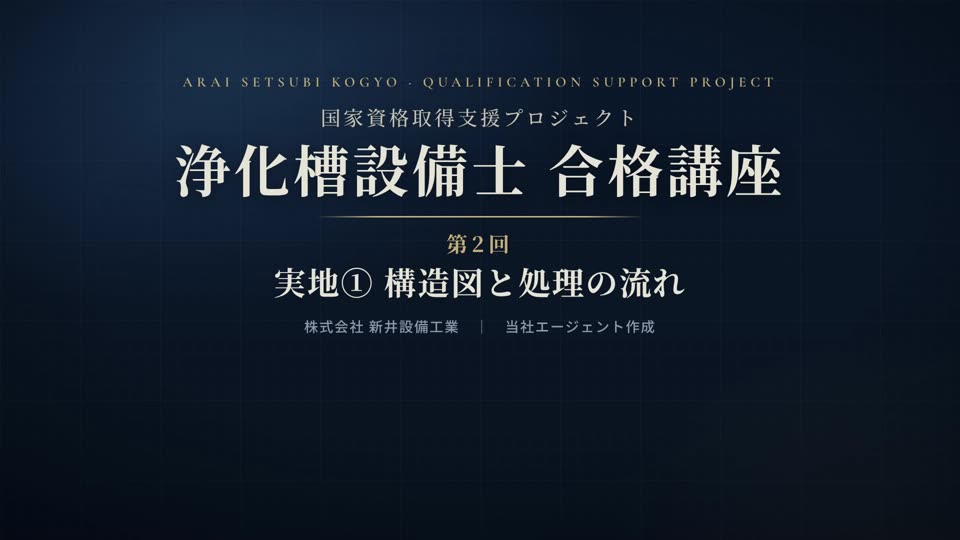 ARAI SETSUBI KOGYO · QUALIFICATION SUPPORT PROJECT
国家資格取得支援プロジェクト
浄化槽設備士 合格講座
第2回
実地① 構造図と処理の流れ
株式会社 新井設備工業 | 当社エージェント作成